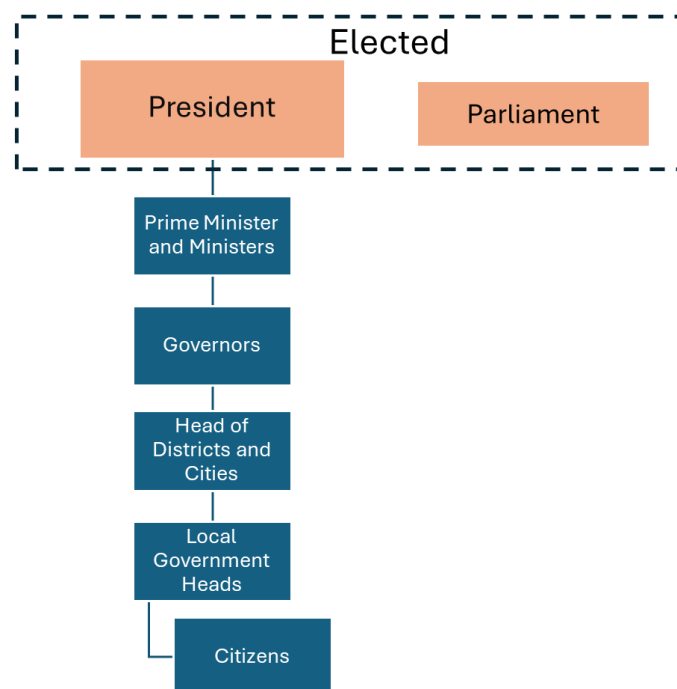 Elected
President
Parliament
Prime Minister
and Ministers
Governors
Head of
Districts and
Cities
Local
Government
Heads
Citizens